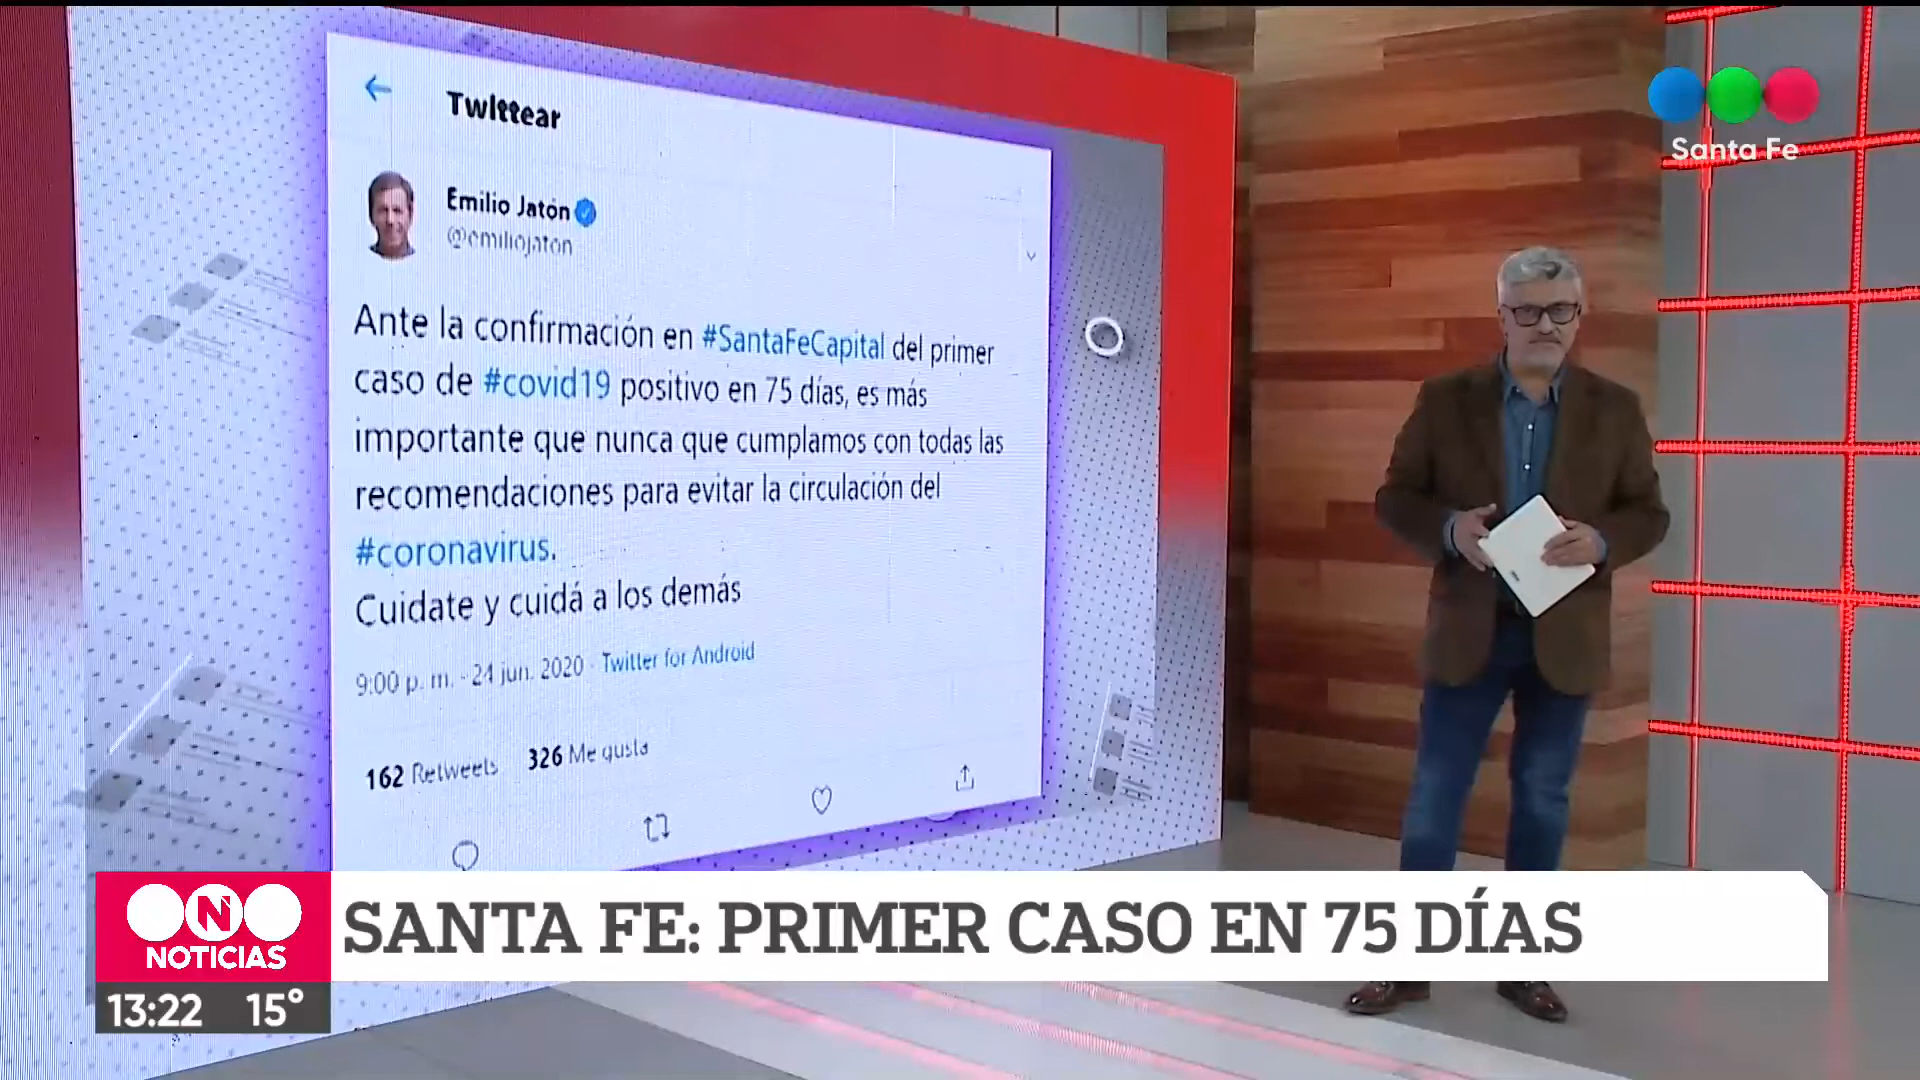 Twittear
Emilio Jaton
@emiliojaton
Ante la confirmación en #SantaFeCapital del primer
caso de #covid19 positivo en 75 días, es más
importante que nunca que cumplamos con todas las
recomendaciones para evitar la circulación del
#coronavirus.
Cuidate y cuidá a los demás
9:00 p. m. - 24 jun. 2020 · Twitter for Android
162 Retweets 326 Me gusta
Santa Fe
N
NOTICIAS
SANTA FE: PRIMER CASO EN 75 DÍAS
13:22 15°